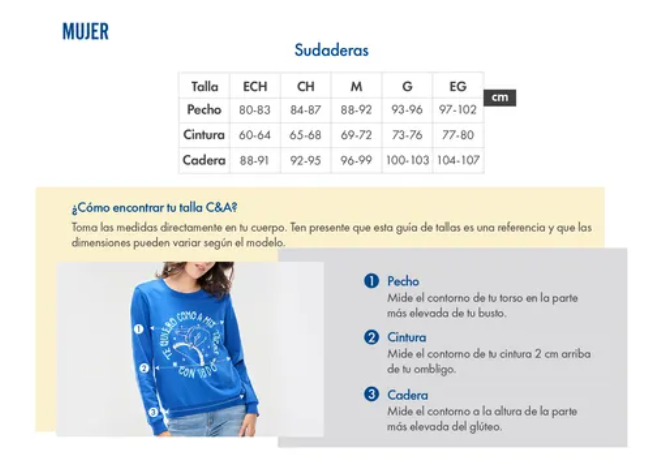 MUJER
Sudaderas
Talla ECH CH M G EG
cm
Pecho 80-83 84-87 88-92 93-96 97-102
Cintura 60-64 65-68 69-72 73-76 77-80
Cadera 88-91 92-95 96-99 100-103 104-107
¿Cómo encontrar tu talla C&A?
Toma las medidas directamente en tu cuerpo. Ten presente que esta guía de tallas es una referencia y que las
dimensiones pueden variar según el modelo.
1 Pecho
Mide el contorno de tu torso en la parte
más elevada de tu busto.
2 Cintura
Mide el contorno de tu cintura 2 cm arriba
de tu ombligo.
3 Cadera
Mide el contorno a la altura de la parte
más elevada del glúteo.
1
2
3
TE QUIERO COMO A MIS
CON TODO